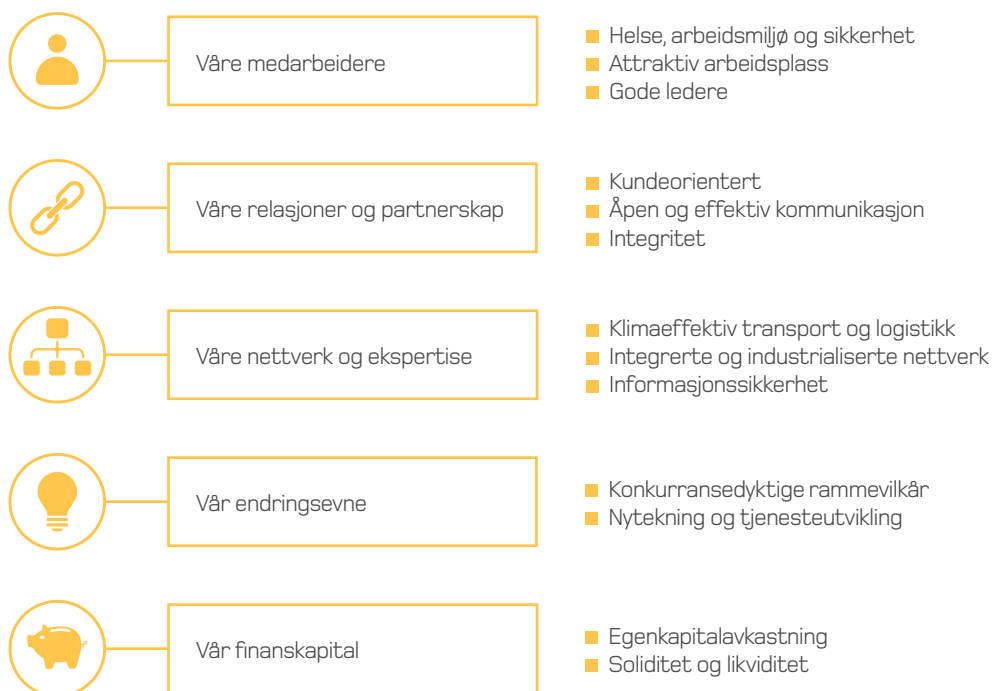 Våre medarbeidere
Helse, arbeidsmiljø og sikkerhet
Attraktiv arbeidsplass
Gode ledere
Våre relasjoner og partnerskap
Kundeorientert
Åpen og effektiv kommunikasjon
Integritet
Våre nettverk og ekspertise
Klimaeffektiv transport og logistikk
Integrerte og industrialiserte nettverk
Informasjonssikkerhet
Vår endringsevne
Konkurransedyktige rammevilkår
Nytekning og tjenesteutvikling
Vår finanskapital
Egenkapitalavkastning
Soliditet og likviditet